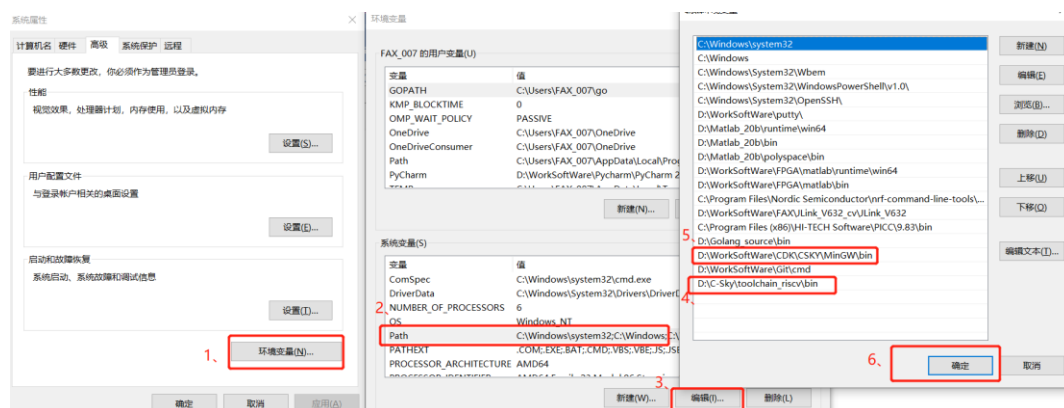 系统属性
计算机名 硬件 高级 系统保护 远程
要进行大多数更改，你必须作为管理员登录。
性能
视觉效果，处理器计划，内存使用，以及虚拟内存
设置(S)...
用户配置文件
与登录帐户相关的桌面设置
设置(E)...
启动和故障恢复
系统启动、系统故障和调试信息
设置(T)...
1、
环境变量(N)...
确定 取消 应用(A)
环境变量
FAX_007 的用户变量(U)
变量 值
GOPATH C:\Users\FAX_007\go
KMP_BLOCKTIME 0
OMP_WAIT_POLICY PASSIVE
OneDrive C:\Users\FAX_007\OneDrive
OneDriveConsumer C:\Users\FAX_007\OneDrive
Path C:\Users\FAX_007\AppData\Local\Pro
PyCharm D:\WorkSoftWare\Pycharm\PyCharm 2
新建(N)...
系统变量(S)
变量 值
ComSpec C:\Windows\system32\cmd.exe
DriverData C:\Windows\System32\Drivers\DriverD
2、
NUMBER_OF_PROCESSORS 6
OS Windows_NT
Path C:\Windows\system32;C:\Windows;C:\
PATHEXT .COM;.EXE;.BAT;.CMD;.VBS;.VBE;.JS;.JSE
PROCESSOR_ARCHITECTURE AMD64
3、
新建(W)... 编辑(I)... 删除(L)
C:\Windows\system32
C:\Windows
C:\Windows\System32\Wbem
C:\Windows\System32\WindowsPowerShell\v1.0\
C:\Windows\System32\OpenSSH\
D:\WorkSoftWare\putty\
D:\Matlab_20b\runtime\win64
D:\Matlab_20b\bin
D:\Matlab_20b\polyspace\bin
D:\WorkSoftWare\FPGA\matlab\runtime\win64
D:\WorkSoftWare\FPGA\matlab\bin
C:\Program Files\Nordic Semiconductor\nrf-command-line-tools\...
D:\WorkSoftWare\FAX\JLink_V632_cv\JLink_V632
C:\Program Files (x86)\HI-TECH Software\PICC\9.83\bin
5、
D:\Golang_source\bin
D:\WorkSoftWare\CDK\CSKY\MinGW\bin
D:\WorkSoftWare\Git\cmd
4、
D:\C-Sky\toolchain_riscv\bin
新建(N)
编辑(E)
浏览(B)...
删除(D)
上移(U)
下移(O)
编辑文本(T)...
6、
确定 取消